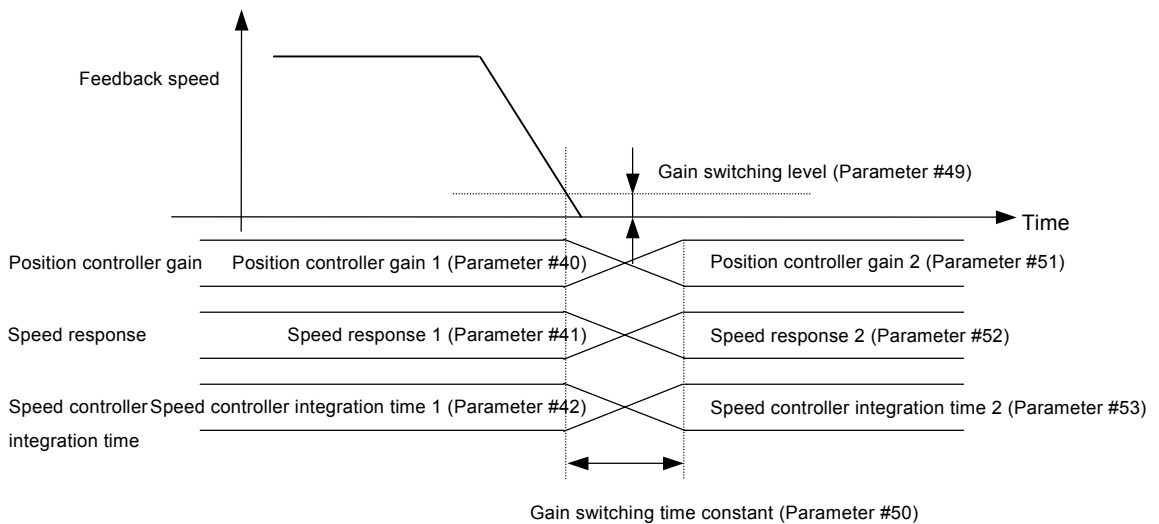 Feedback speed
Gain switching level (Parameter #49)
Time
Position controller gain
Position controller gain 1 (Parameter #40)
Position controller gain 2 (Parameter #51)
Speed response
Speed response 1 (Parameter #41)
Speed response 2 (Parameter #52)
Speed controller
integration time
Speed controller integration time 1 (Parameter #42)
Speed controller integration time 2 (Parameter #53)
Gain switching time constant (Parameter #50)